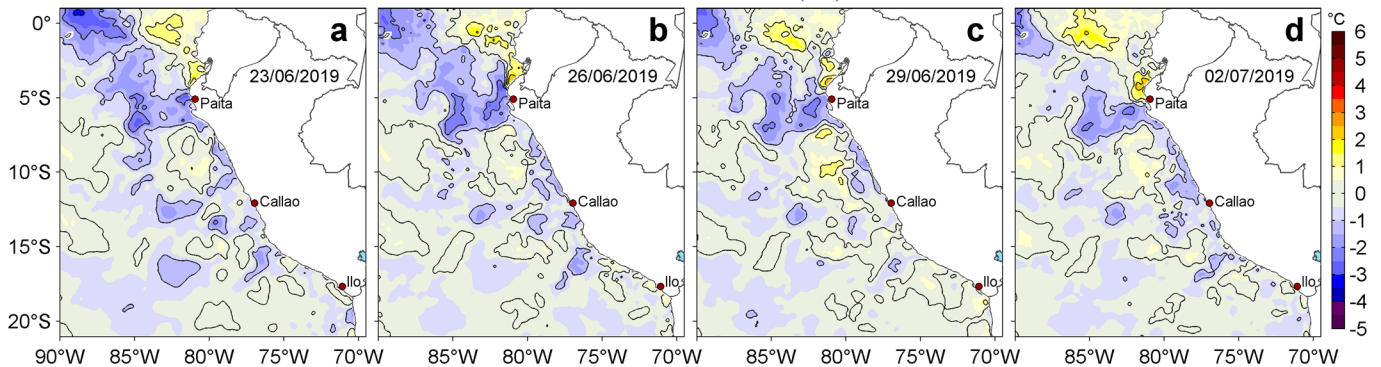 a b c d
°C
23/06/2019 26/06/2019 29/06/2019 02/07/2019
0°
5°S
10°S
15°S
20°S
Paita Paita Paita Paita
Callao Callao Callao Callao
Ilo Ilo Ilo Ilo
90°W 85°W 80°W 75°W 70°W 85°W 80°W 75°W 70°W 85°W 80°W 75°W 70°W 85°W 80°W 75°W 70°W
6
5
4
3
2
1
0
-1
-2
-3
-4
-5